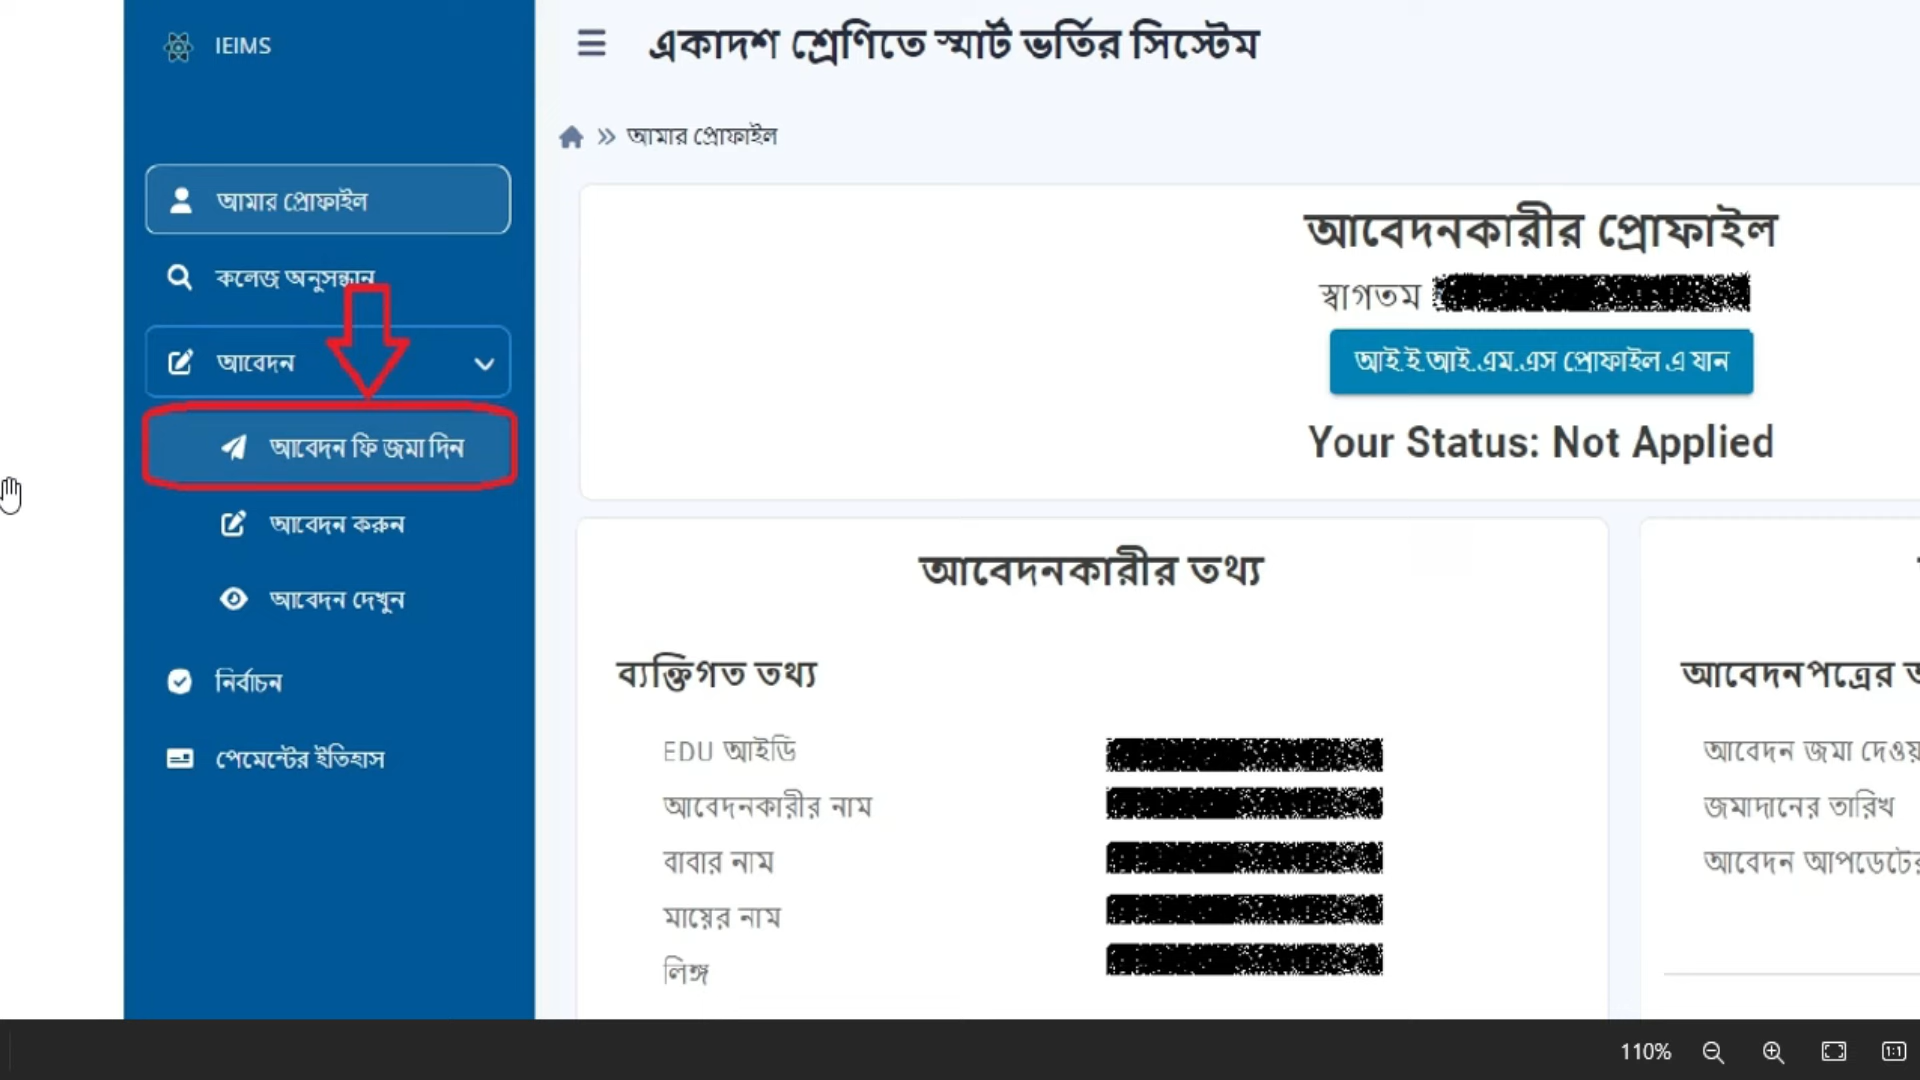 IEIMS
একাদশ শ্রেণিতে স্মার্ট ভর্তির সিস্টেম
আমার প্রোফাইল
আমার প্রোফাইল
কলেজ অনুসন্ধান
আবেদন
আবেদন ফি জমা দিন
আবেদন করুন
আবেদন দেখুন
নির্বাচন
পেমেন্টের ইতিহাস
আবেদনকারীর প্রোফাইল
স্বাগতম
আই.ই.আই.এম.এস প্রোফাইল এ যান
Your Status: Not Applied
আবেদনকারীর তথ্য
ব্যক্তিগত তথ্য
EDU আইডি
আবেদনকারীর নাম
বাবার নাম
মায়ের নাম
লিঙ্গ
আবেদনপত্রের
আবেদন জমা
জমাদানের তারিখ
আবেদন
110%
1:1